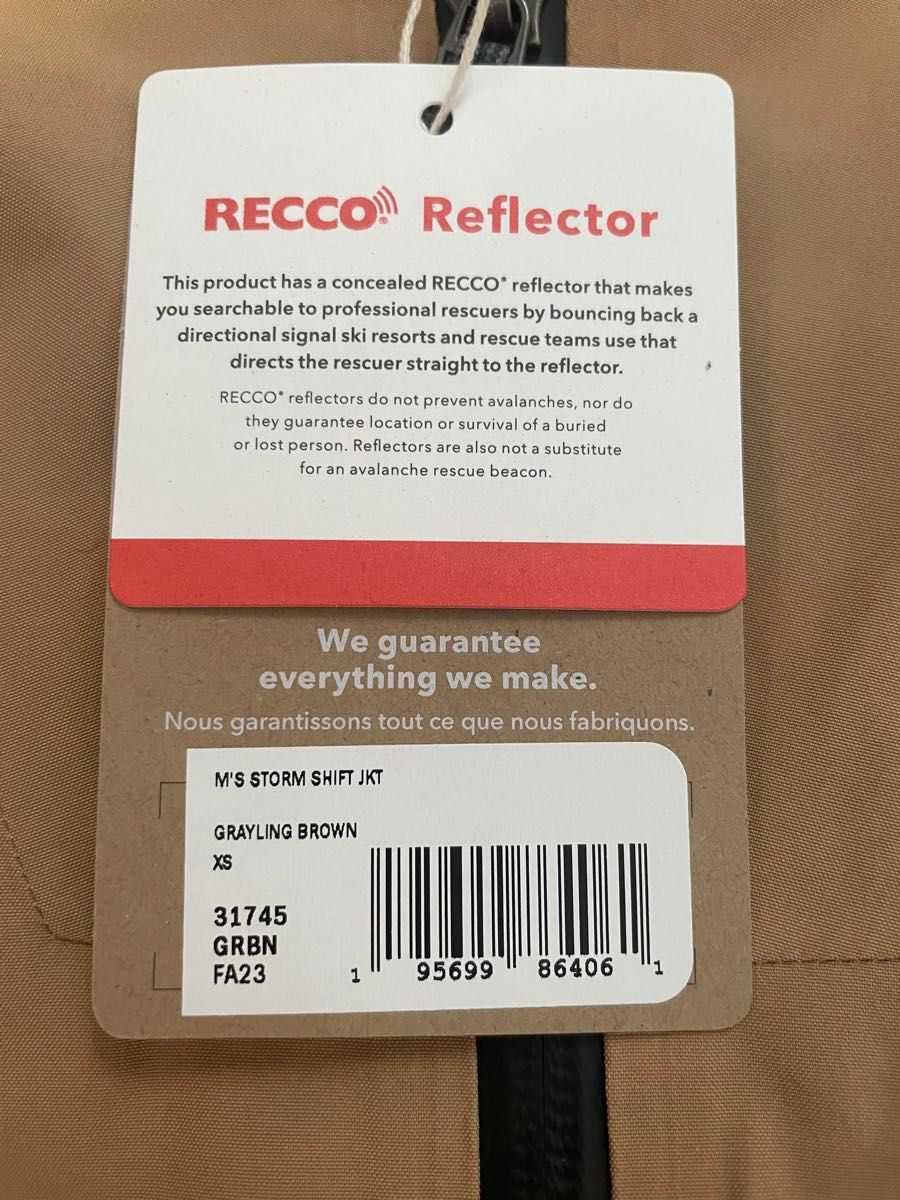 RECCO® Reflector
This product has a concealed RECCO® reflector that makes
you searchable to professional rescuers by bouncing back a
directional signal ski resorts and rescue teams use that
directs the rescuer straight to the reflector.
RECCO® reflectors do not prevent avalanches, nor do
they guarantee location or survival of a buried
or lost person. Reflectors are also not a substitute
for an avalanche rescue beacon.
We guarantee
everything we make.
Nous garantissons tout ce que nous fabriquons.
M'S STORM SHIFT JKT
GRAYLING BROWN
XS
31745
GRBN
FA23
1 95699 86406 1